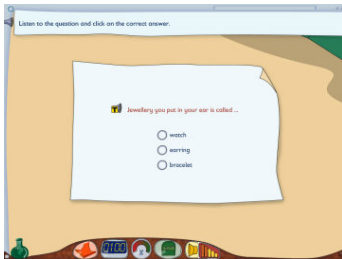 Listen to the question and click on the correct answer.
Jewellery you put in your ear is called ...
watch
earring
bracelet